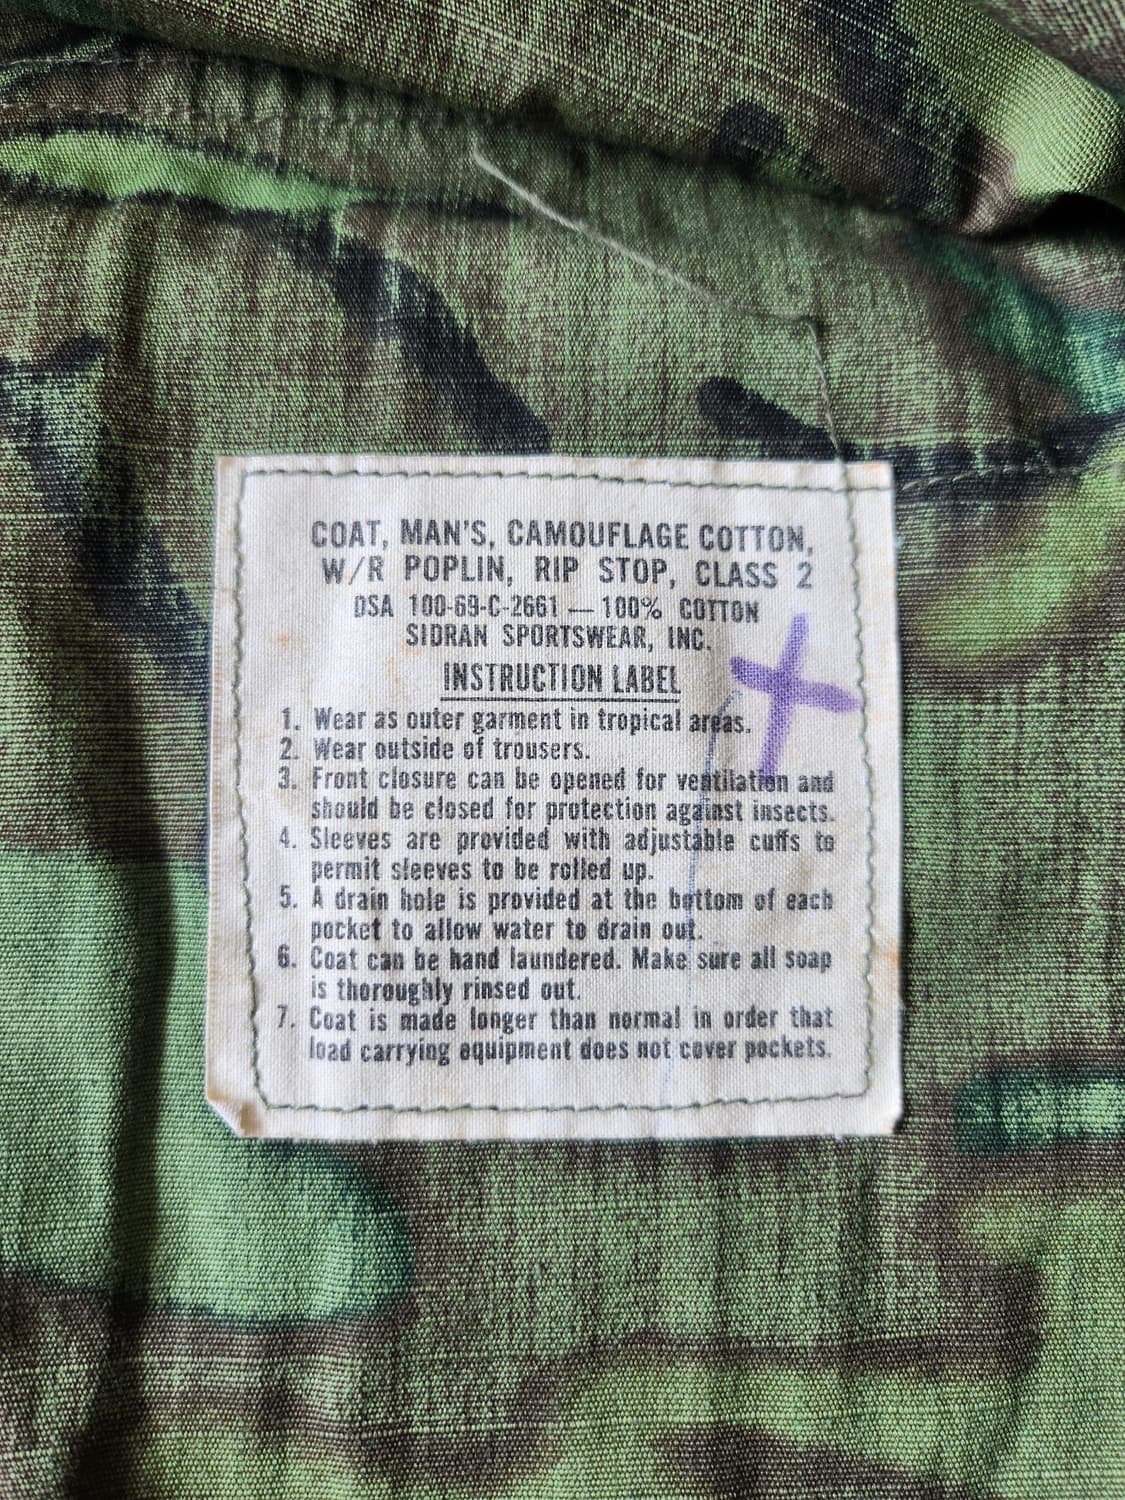 COAT, MAN'S, CAMOUFLAGE COTTON,
W/R POPLIN, RIP STOP, CLASS 2
DSA 100-69-C-2661 — 100% COTTON
SIDRAN SPORTSWEAR, INC.
INSTRUCTION LABEL
1. Wear as outer garment in tropical areas.
2. Wear outside of trousers.
3. Front closure can be opened for ventilation and
should be closed for protection against insects.
4. Sleeves are provided with adjustable cuffs to
permit sleeves to be rolled up.
5. A drain hole is provided at the bottom of each
pocket to allow water to drain out.
6. Coat can be hand laundered. Make sure all soap
is thoroughly rinsed out.
7. Coat is made longer than normal in order that
load carrying equipment does not cover pockets.